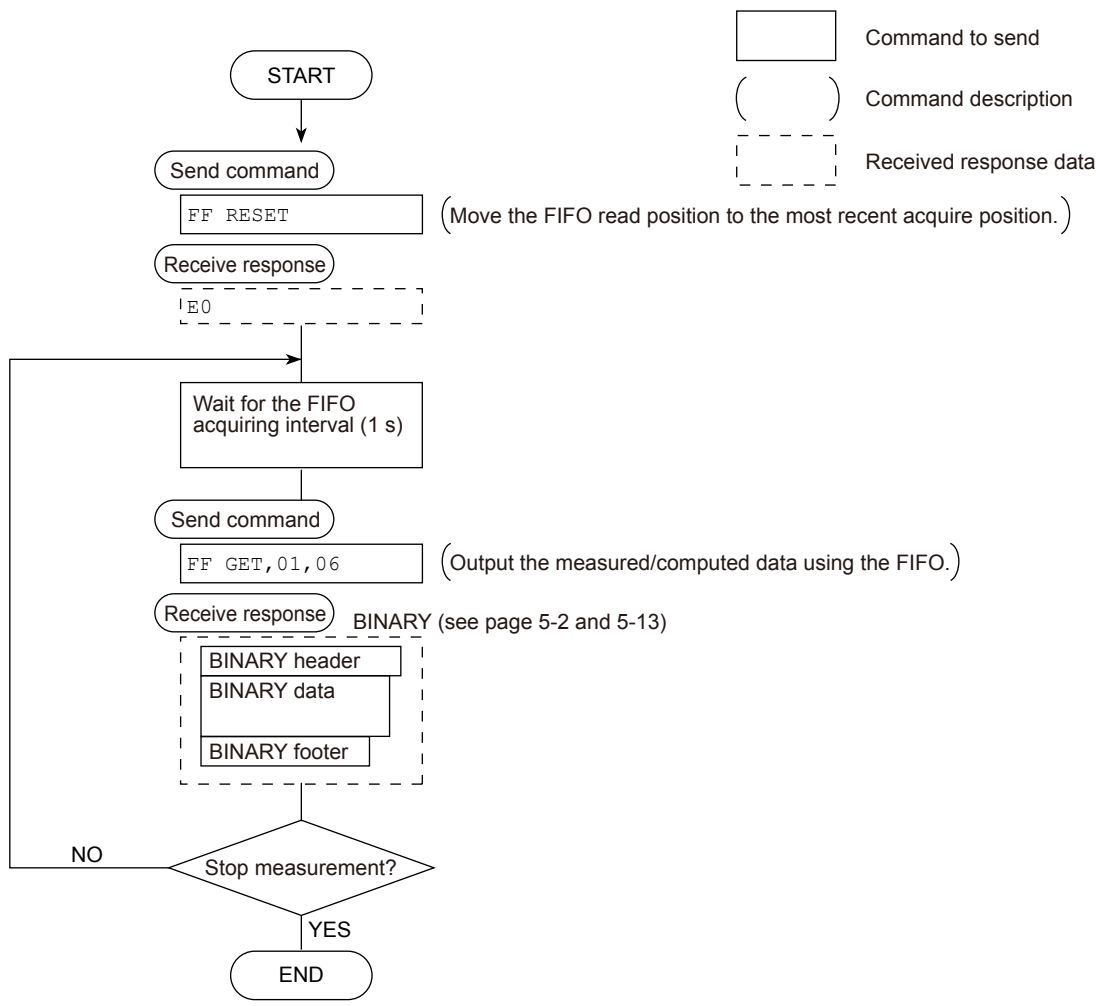 Command to send
START
Command description
Send command
Received response data
FF RESET
(Move the FIFO read position to the most recent acquire position.)
Receive response
E0
Wait for the FIFO
acquiring interval (1 s)
Send command
FF GET,01,06
(Output the measured/computed data using the FIFO.)
Receive response
BINARY (see page 5-2 and 5-13)
BINARY header
BINARY data
BINARY footer
NO
Stop measurement?
YES
END